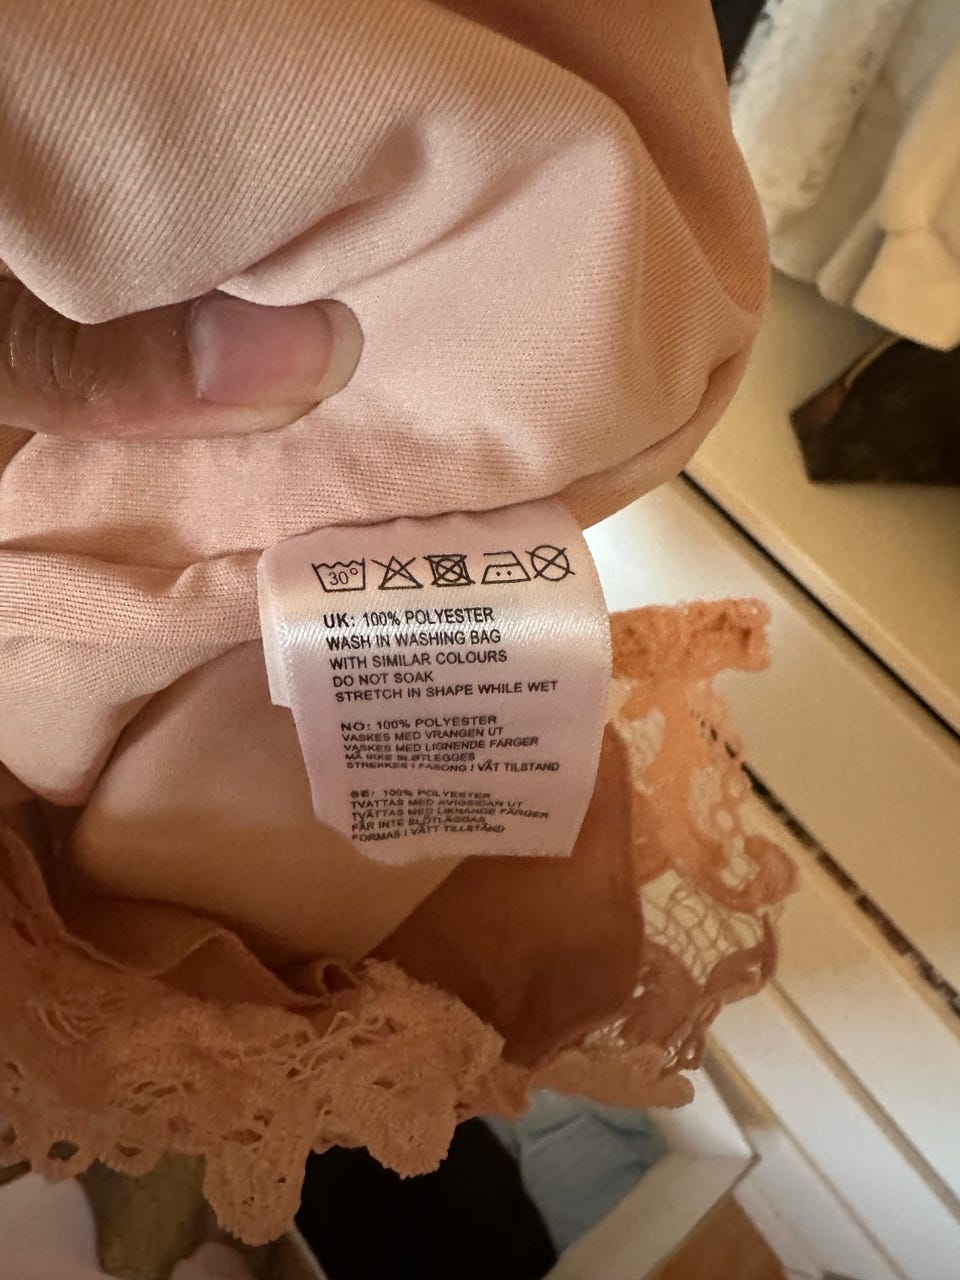 30°
UK: 100% POLYESTER
WASH IN WASHING BAG
WITH SIMILAR COLOURS
DO NOT SOAK
STRETCH IN SHAPE WHILE WET
NO: 100% POLYESTER
VASKES MED VRANGEN UT
VASKES MED LIGNENDE FARGER
MÅ IKKE BLØTLEGGES
STREKKES I FASONG I VÅT TILSTAND
SE: 100% POLYESTER
TVÄTTAS MED AVIGSIDAN UT
TVÄTTAS MED LIKNANDE FÄRGER
FÅR INTE BLÖTLÄGGAS
FORMAS I VÅTT TILLSTÅND